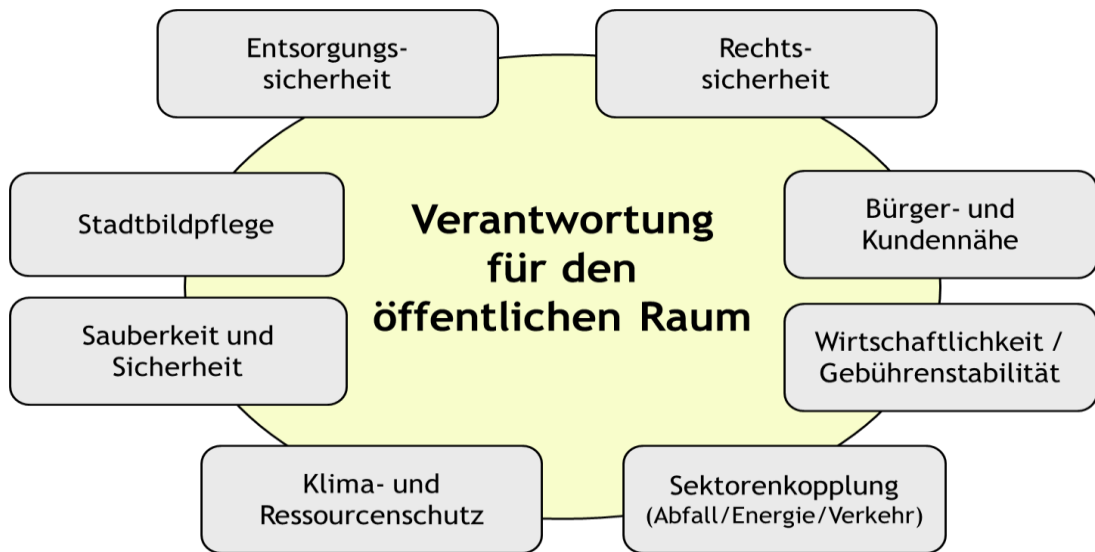 Entsorgungs-
sicherheit
Rechts-
sicherheit
Stadtbildpflege
Verantwortung
für den
öffentlichen Raum
Bürger- und
Kundennähe
Sauberkeit und
Sicherheit
Wirtschaftlichkeit /
Gebührenstabilität
Klima- und
Ressourcenschutz
Sektorenkopplung
(Abfall/Energie/Verkehr)